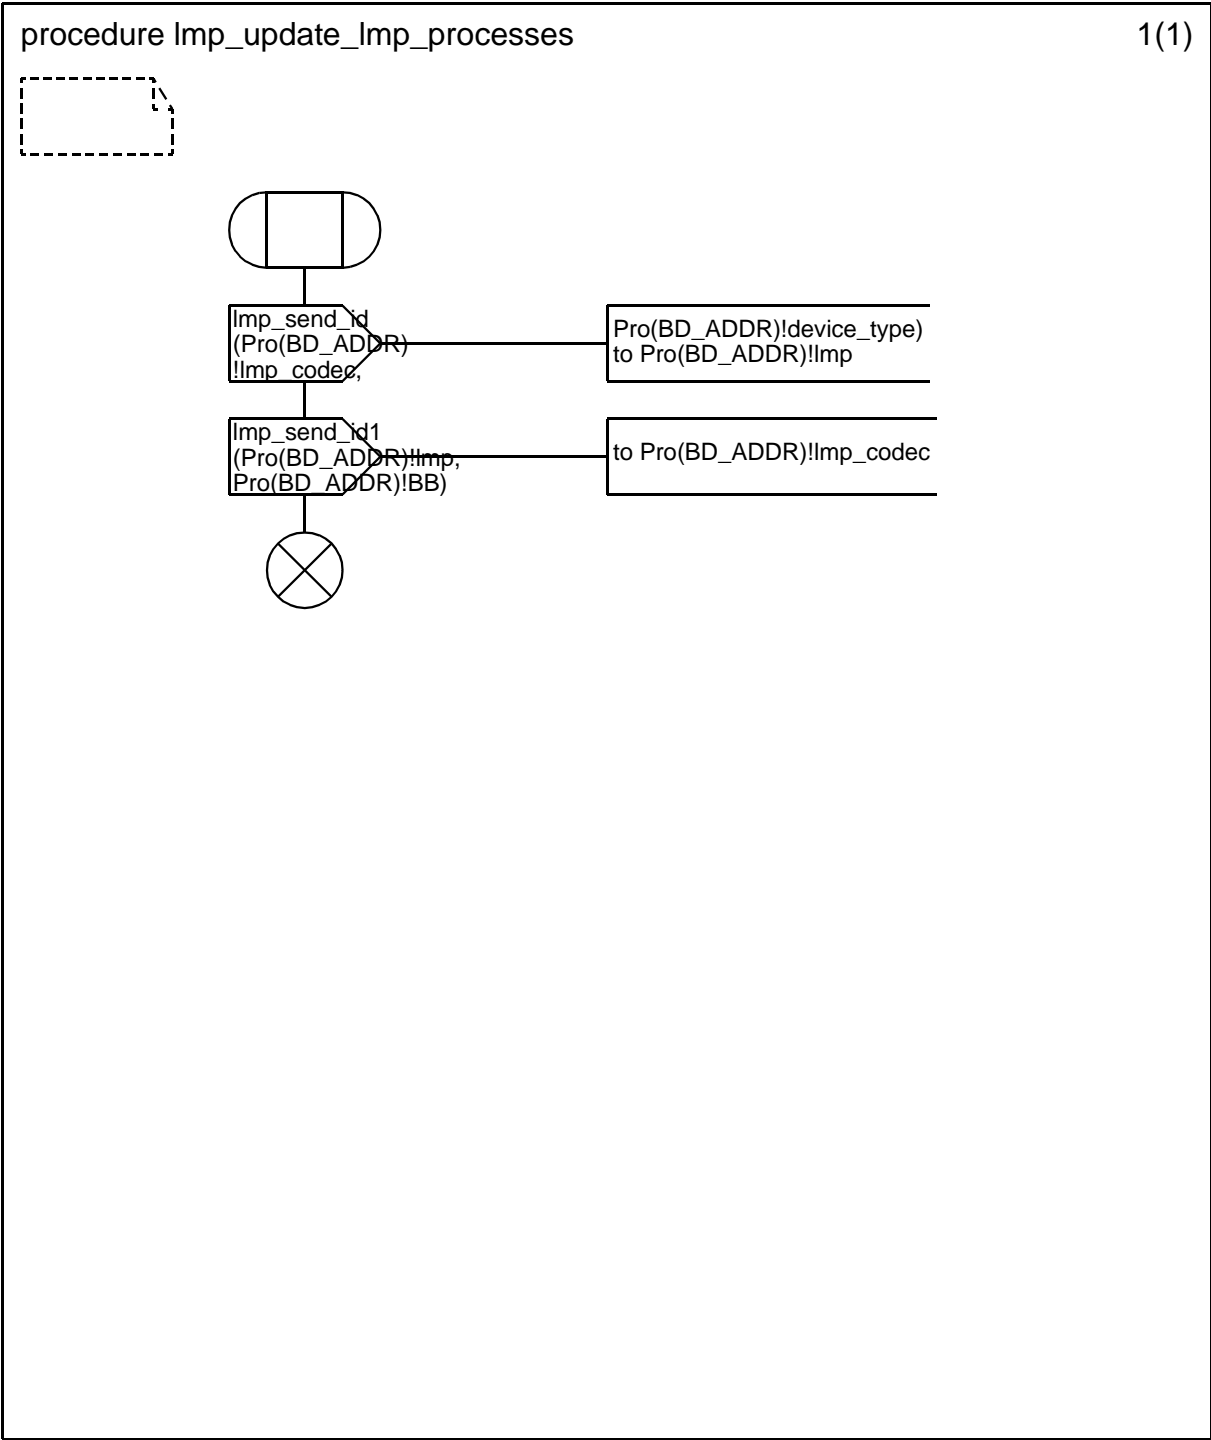 procedure lmp_update_lmp_processes
1(1)
lmp_send_id
(Pro(BD_ADDR)
!lmp_codec,
Pro(BD_ADDR)!device_type)
to Pro(BD_ADDR)!lmp
lmp_send_id1
(Pro(BD_ADDR)!lmp,
Pro(BD_ADDR)!BB)
to Pro(BD_ADDR)!lmp_codec